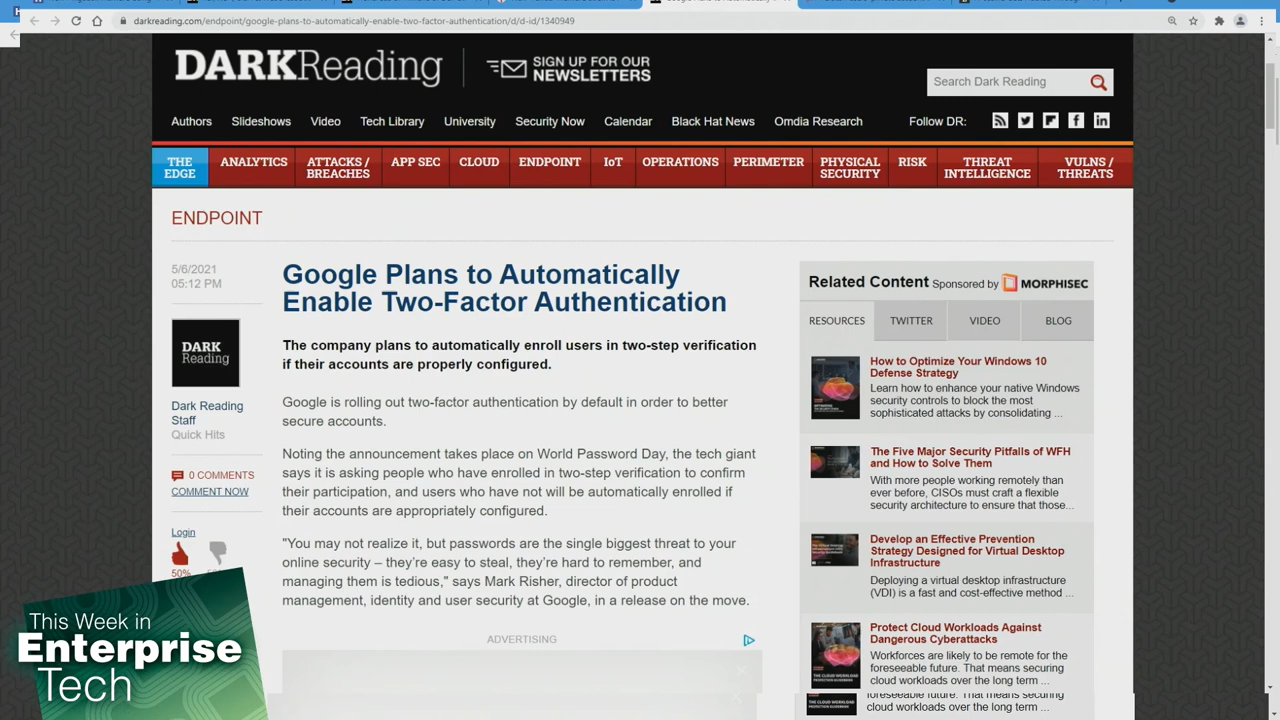 darkreading.com/endpoint/google-plans-to-automatically-enable-two-factor-authentication/d/d-id/1340949
DARKReading
SIGN UP FOR OUR
NEWSLETTERS
Search Dark Reading
Authors Slideshows Video Tech Library University Security Now Calendar Black Hat News Omdia Research Follow DR:
THE EDGE ANALYTICS ATTACKS / BREACHES APP SEC CLOUD ENDPOINT IoT OPERATIONS PERIMETER PHYSICAL SECURITY RISK THREAT INTELLIGENCE VULNS / THREATS
ENDPOINT
5/6/2021
05:12 PM
DARK
Reading
Dark Reading
Staff
Quick Hits
0 COMMENTS
COMMENT NOW
Login
50%
Google Plans to Automatically
Enable Two-Factor Authentication
The company plans to automatically enroll users in two-step verification
if their accounts are properly configured.
Google is rolling out two-factor authentication by default in order to better
secure accounts.
Noting the announcement takes place on World Password Day, the tech giant
says it is asking people who have enrolled in two-step verification to confirm
their participation, and users who have not will be automatically enrolled if
their accounts are appropriately configured.
"You may not realize it, but passwords are the single biggest threat to your
online security – they're easy to steal, they're hard to remember, and
managing them is tedious," says Mark Risher, director of product
management, identity and user security at Google, in a release on the move.
ADVERTISING
Related Content Sponsored by MORPHISEC
RESOURCES TWITTER VIDEO BLOG
How to Optimize Your Windows 10
Defense Strategy
Learn how to enhance your native Windows
security controls to block the most
sophisticated attacks by consolidating ...
The Five Major Security Pitfalls of WFH
and How to Solve Them
With more people working remotely than
ever before, CISOs must craft a flexible
security architecture to ensure that those...
Develop an Effective Prevention
Strategy Designed for Virtual Desktop
Infrastructure
Deploying a virtual desktop infrastructure
(VDI) is a fast and cost-effective method ...
Protect Cloud Workloads Against
Dangerous Cyberattacks
Workforces are likely to be remote for the
foreseeable future. That means securing
cloud workloads over the long term ...
foreseeable future. That means securing
cloud workloads over the long term ...
This Week in
Enterprise
Tech